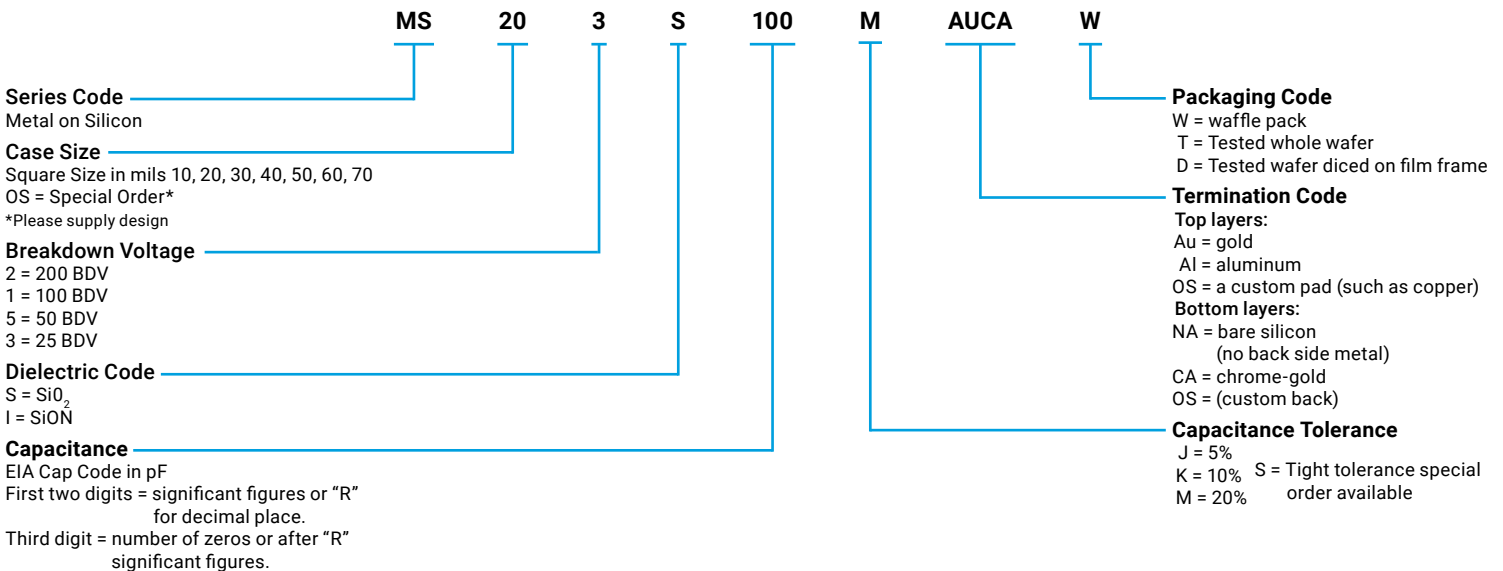 MS 20 3 S 100 M AUCA W
Series Code
Metal on Silicon
Case Size
Square Size in mils 10, 20, 30, 40, 50, 60, 70
OS = Special Order*
*Please supply design
Breakdown Voltage
2 = 200 BDV
1 = 100 BDV
5 = 50 BDV
3 = 25 BDV
Dielectric Code
S = Si0₂
I = SiON
Capacitance
EIA Cap Code in pF
First two digits = significant figures or “R”
for decimal place.
Third digit = number of zeros or after “R”
significant figures.
Packaging Code
W = waffle pack
T = Tested whole wafer
D = Tested wafer diced on film frame
Termination Code
Top layers:
Au = gold
Al = aluminum
OS = a custom pad (such as copper)
Bottom layers:
NA = bare silicon
(no back side metal)
CA = chrome-gold
OS = (custom back)
Capacitance Tolerance
J = 5%
K = 10%
M = 20%
S = Tight tolerance special
order available